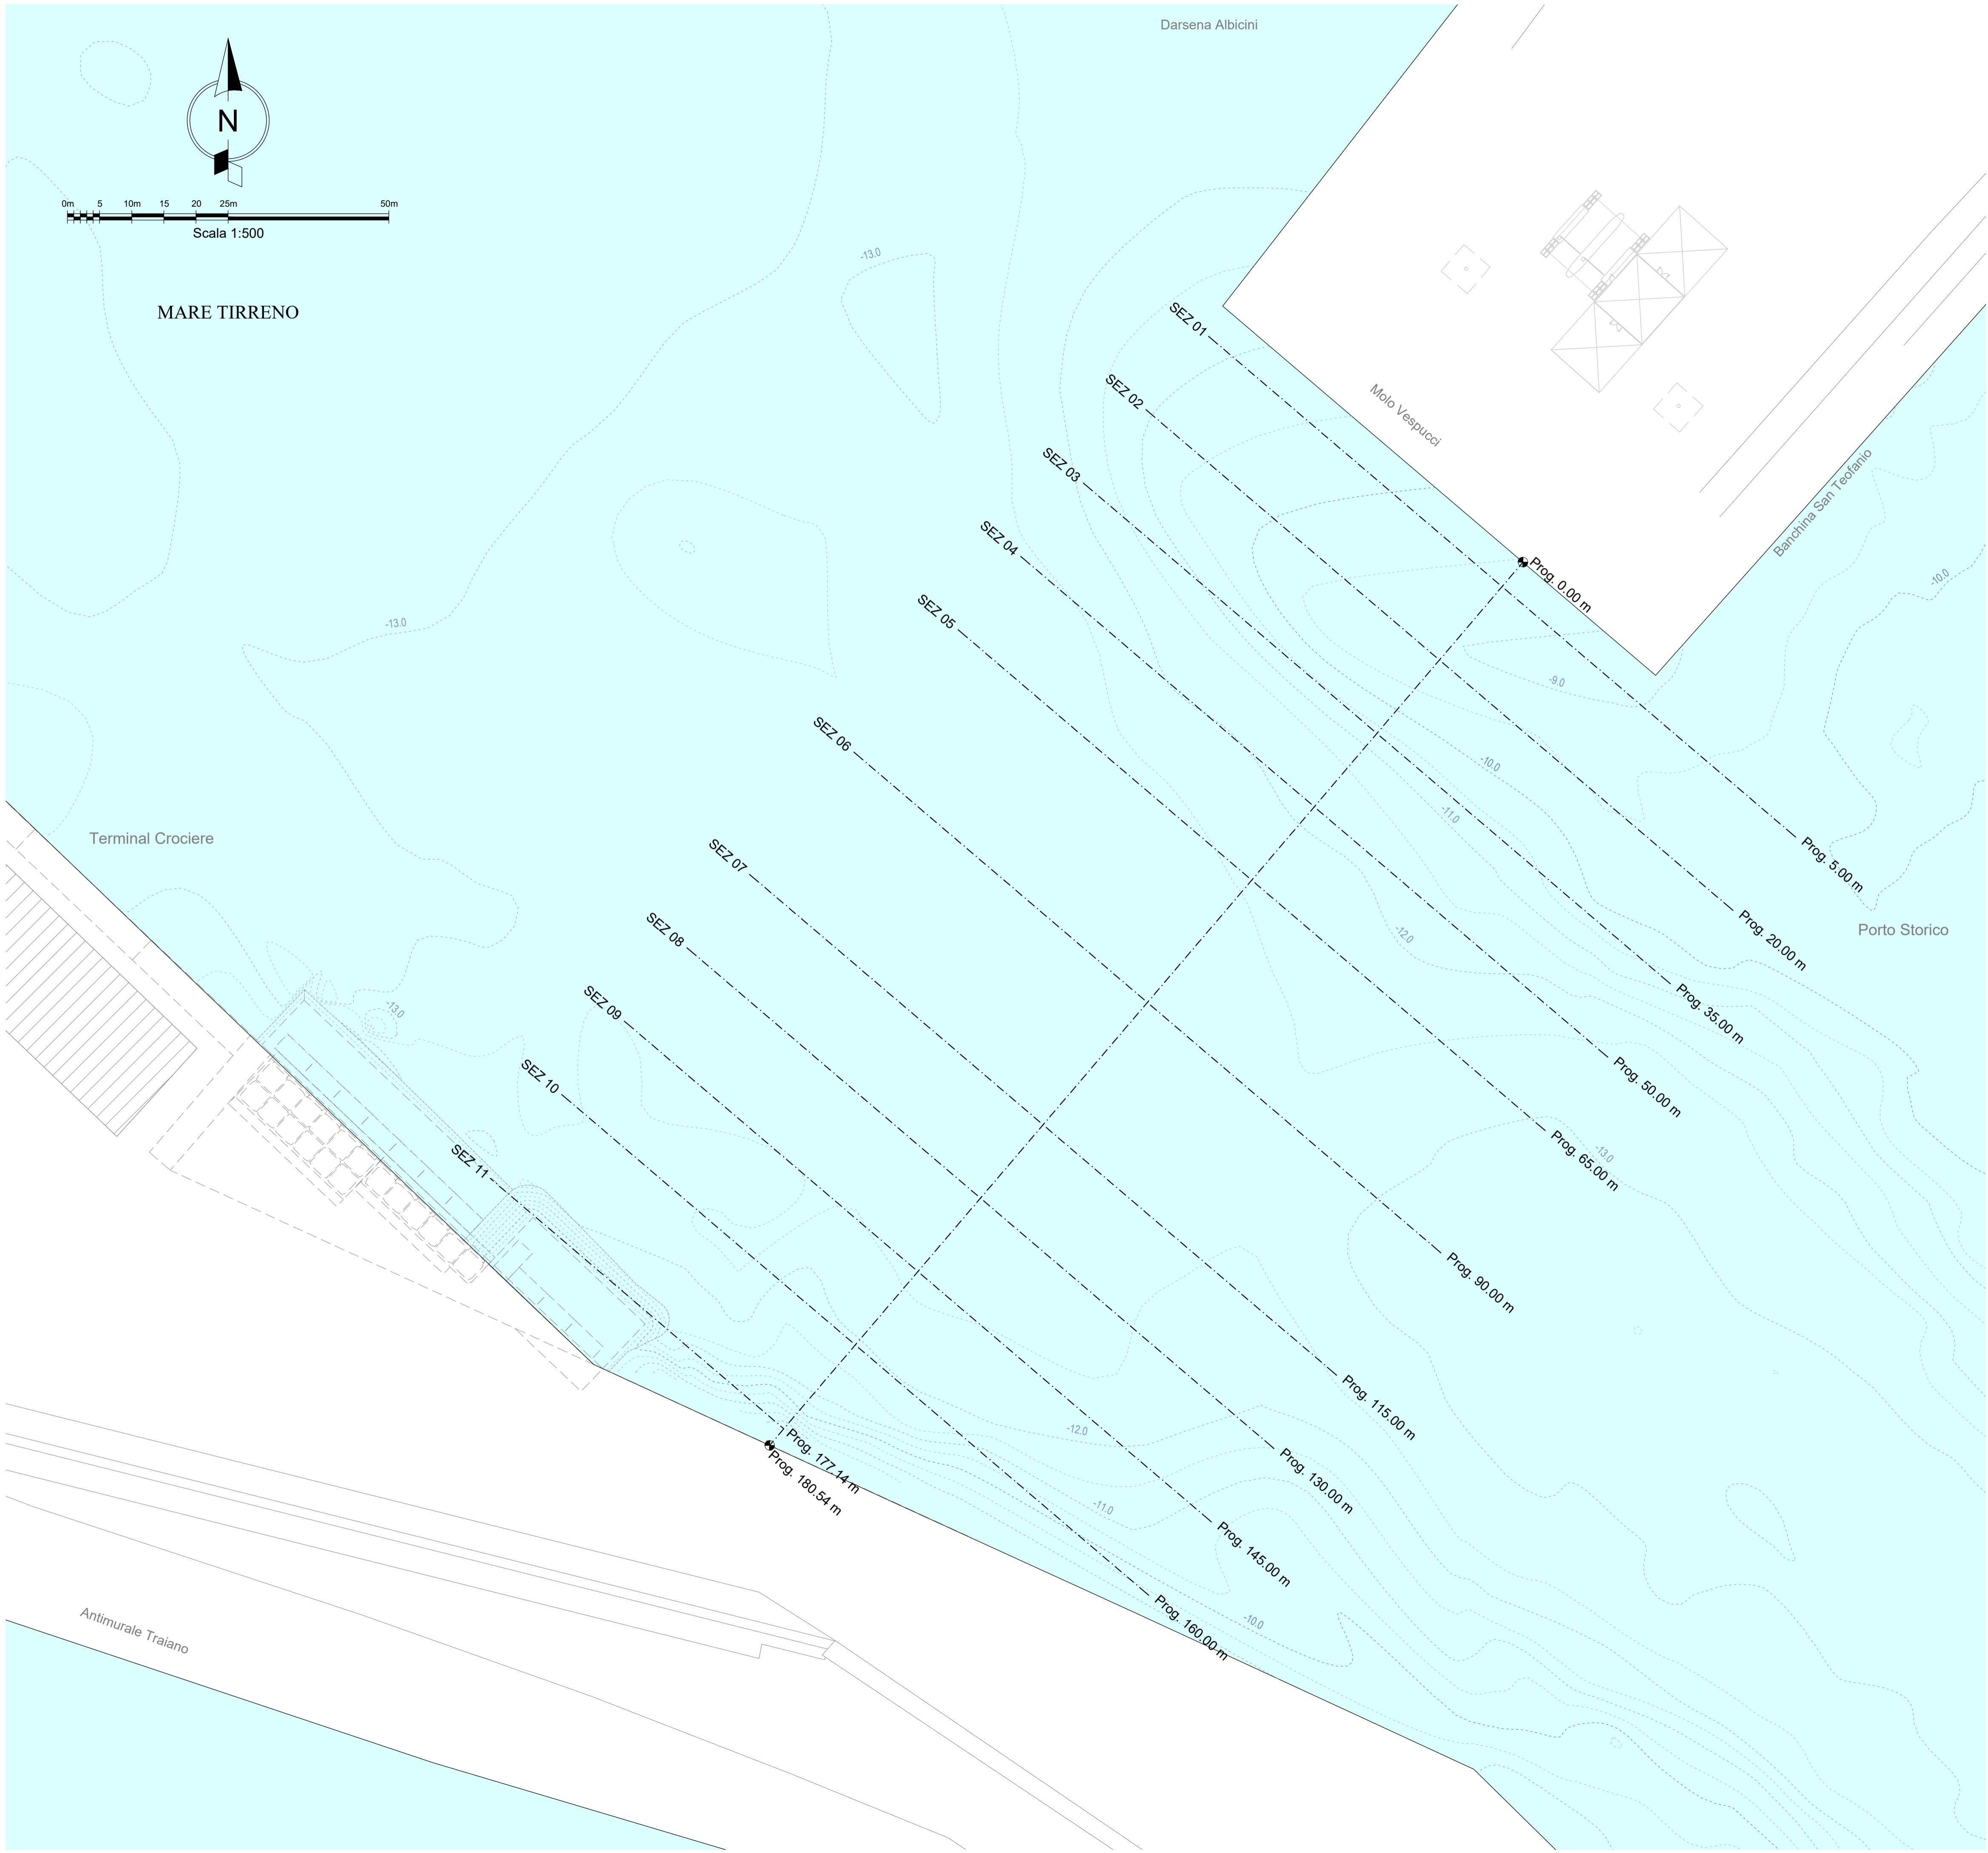 Darsena Albicini
N
0m 5 10m 15 20 25m 50m
Scala 1:500
MARE TIRRENO
-13.0
SEZ 01
Molo Vespucci
SEZ 02
Banchina San Teofanio
SEZ 03
SEZ 04
Prog. 0.00 m
-10.0
SEZ 05
-13.0
-9.0
SEZ 06
-10.0
-11.0
Terminal Crociere
SEZ 07
Prog. 5.00 m
SEZ 08
-12.0
Prog. 20.00 m
Porto Storico
SEZ 09
-13.0
Prog. 35.00 m
SEZ 10
Prog. 50.00 m
SEZ 11
-13.0
Prog. 65.00 m
Prog. 90.00 m
Prog. 115.00 m
-12.0
Prog. 177.14 m
Prog. 180.54 m
Prog. 130.00 m
-11.0
Prog. 145.00 m
-10.0
Prog. 160.00 m
Antimurale Traiano